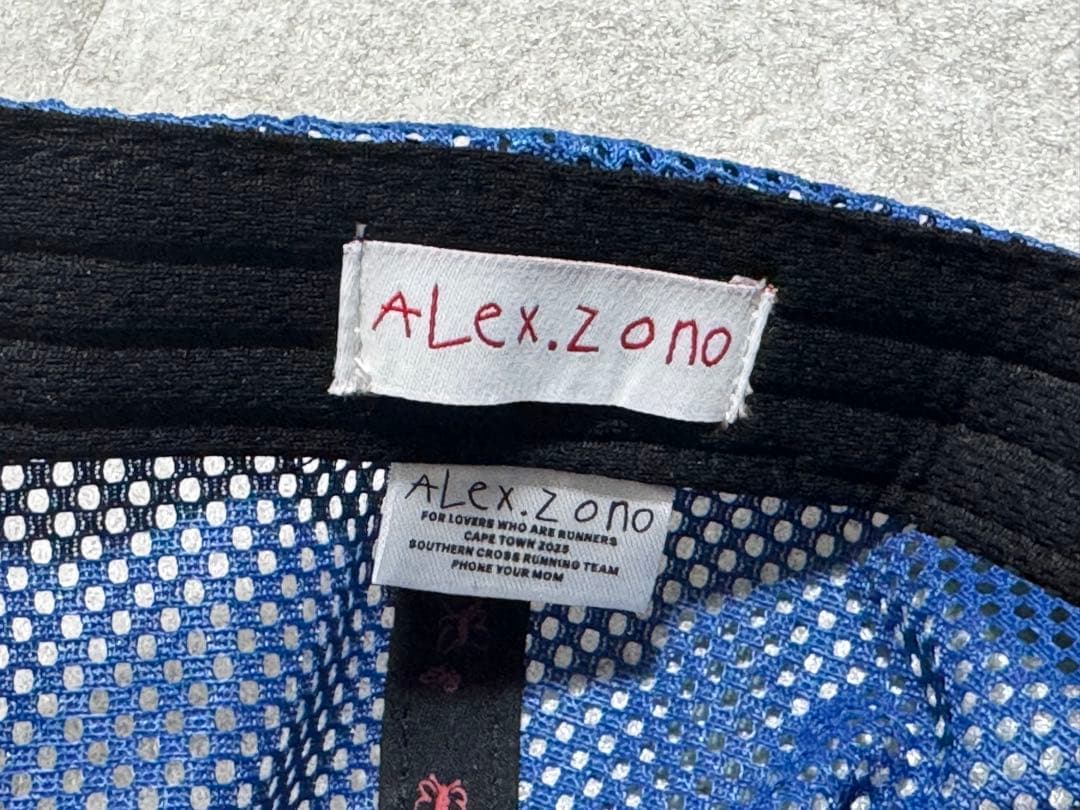 ALex.zono
ALex.zono
FOR LOVERS WHO ARE RUNNERS
CAPE TOWN 2025
SOUTHERN CROSS RUNNING TEAM
PHONE YOUR MOM